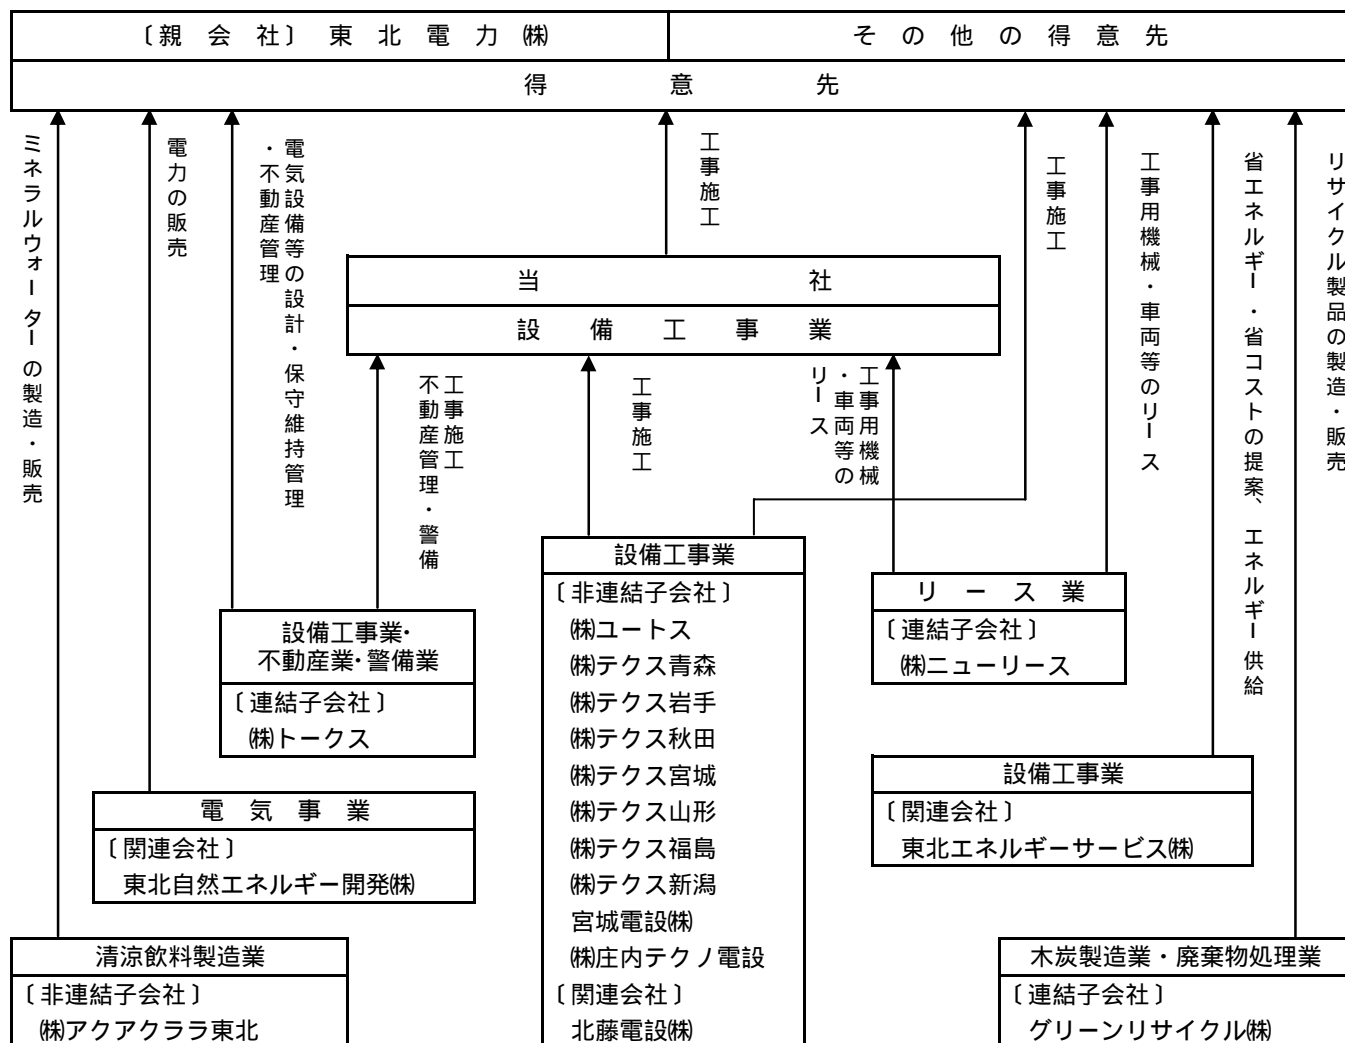 〔親会社〕東北電力㈱
その他の得意先
得意先
ミネラルウォーターの製造・販売
電力の販売
電気設備等の設計・保守維持管理
・不動産管理
工事施工
工事施工
工事用機械・車両等のリース
省エネルギー・省コストの提案、エネルギー供給
リサイクル製品の製造・販売
当社
設備工事業
工事施工
不動産管理・警備
工事施工
工事用機械
・車両等の
リース
設備工事業・
不動産業・警備業
〔連結子会社〕
㈱トークス
設備工事業
〔非連結子会社〕
㈱ユートス
㈱テクス青森
㈱テクス岩手
㈱テクス秋田
㈱テクス宮城
㈱テクス山形
㈱テクス福島
㈱テクス新潟
宮城電設㈱
㈱庄内テクノ電設
〔関連会社〕
北藤電設㈱
リース業
〔連結子会社〕
㈱ニューリース
電気事業
〔関連会社〕
東北自然エネルギー開発㈱
設備工事業
〔関連会社〕
東北エネルギーサービス㈱
清涼飲料製造業
〔非連結子会社〕
㈱アクアクララ東北
木炭製造業・廃棄物処理業
〔連結子会社〕
グリーンリサイクル㈱